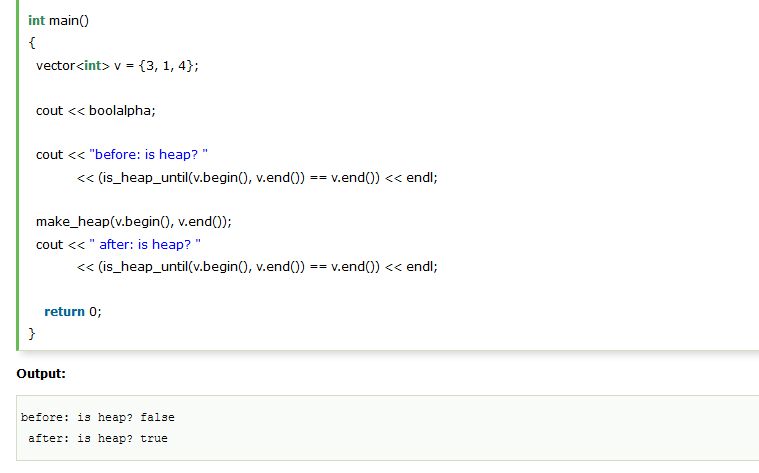 int main()
{
vector<int> v = {3, 1, 4};
cout << boolalpha;
cout << "before: is heap? "
<< (is_heap_until(v.begin(), v.end()) == v.end()) << endl;
make_heap(v.begin(), v.end());
cout << " after: is heap? "
<< (is_heap_until(v.begin(), v.end()) == v.end()) << endl;
return 0;
}
Output:
before: is heap? false
after: is heap? true